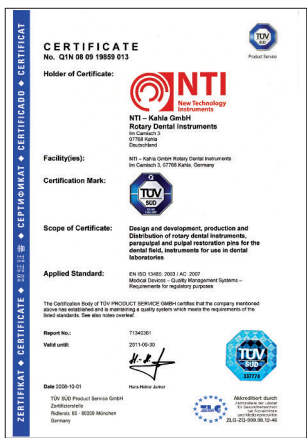 CERTIFICATE
No. Q1N 08 09 19859 013
TÜV
SÜD
Product Service
Holder of Certificate:
NTI
New Technology
Instruments
NTI – Kahla GmbH
Rotary Dental Instruments
Im Camisch 3
07768 Kahla
Deutschland
Facility(ies):
NTI – Kahla GmbH Rotary Dental Instruments
Im Camisch 3, 07768 Kahla, Germany
Certification Mark:
TÜV
SÜD
Scope of Certificate:
Design and development, production and
Distribution of rotary dental instruments,
parapulpal and pulpal restoration pins for the
dental field, instruments for use in dental
laboratories
Applied Standard:
EN ISO 13485: 2003 / AC: 2007
Medical Devices – Quality Management Systems –
Requirements for regulatory purposes
The Certification Body of TÜV PRODUCT SERVICE GMBH certifies that the company mentioned
above has established and is maintaining a quality system which meets the requirements of the
listed standards. See also notes overleaf.
Report No.:
71340361
Valid until:
2011-09-30
TÜV
SÜD
Date 2008-10-01
TÜV SÜD Product Service GmbH
Zertifizierstelle
Ridlerstr. 65 - 80339 München
Germany
ZLG
Akkreditiert durch
ZLG-ZQ-999.98.12-46
ZERTIFIKAT ◆ CERTIFICATE ◆
◆ СЕРТИФИКАТ ◆ CERTIFICADO ◆ CERTIFICAT